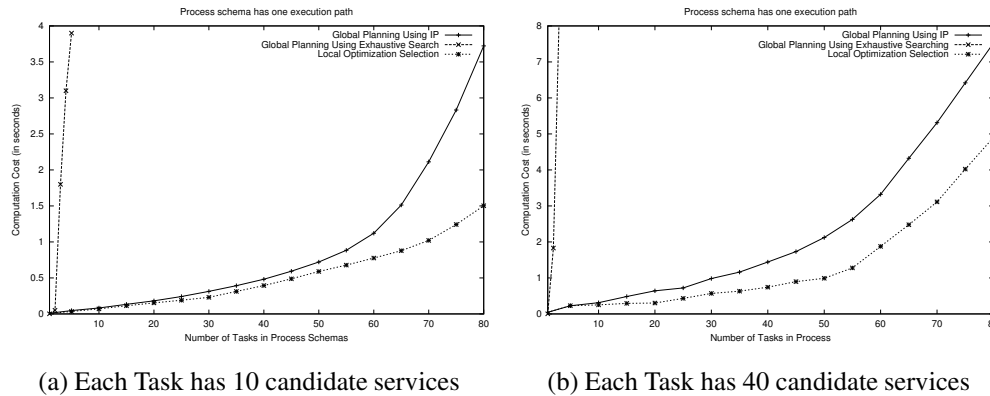 Process schema has one execution path
4
3.5
3
2.5
2
1.5
1
0.5
0
Computation Cost (in seconds)
Global Planning Using IP
Global Planning Using Exhaustive Search
Local Optimization Selection
10 20 30 40 50 60 70 80
Number of Tasks in Process Schemas
(a) Each Task has 10 candidate services
Process schema has one execution path
8
7
6
5
4
3
2
1
0
Computation Cost (in seconds)
Global Planning Using IP
Global Planning Using Exhaustive Searching
Local Optimization Selection
10 20 30 40 50 60 70 8
Number of Tasks in Process
(b) Each Task has 40 candidate services